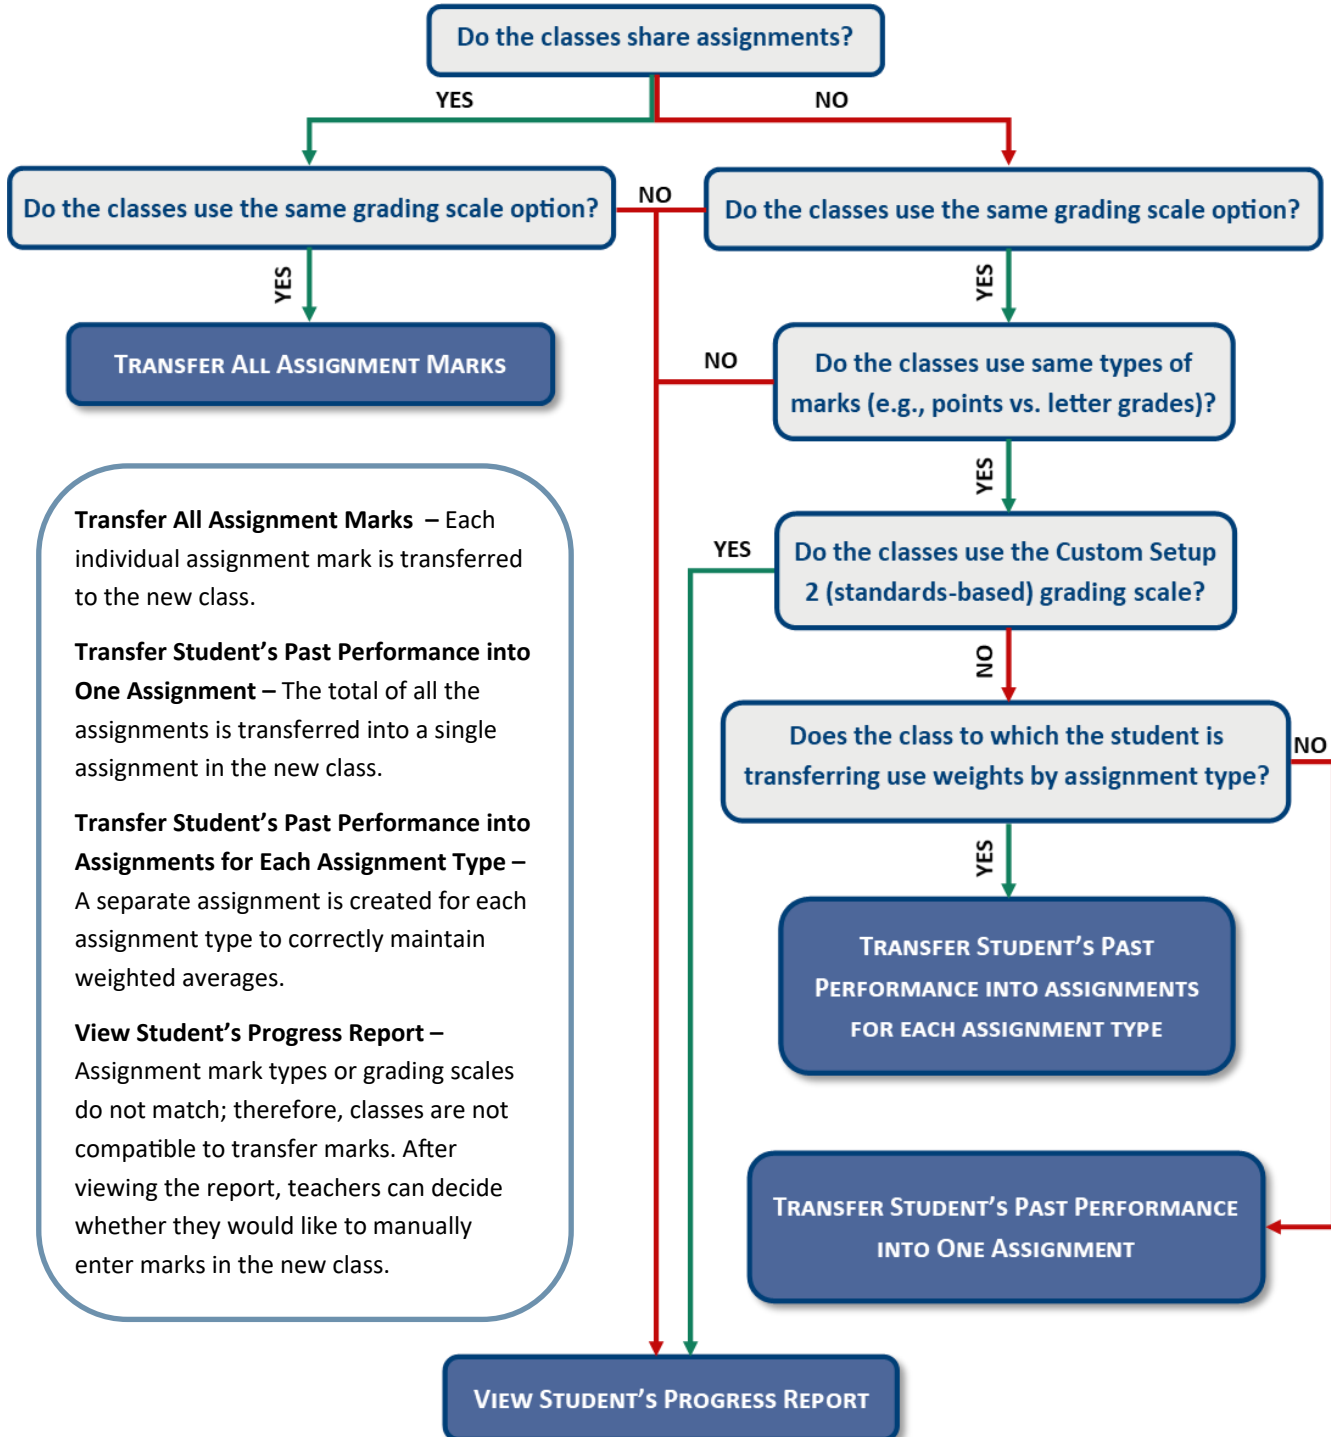 Do the classes share assignments?
YES
NO
Do the classes use the same grading scale option?
NO
Do the classes use the same grading scale option?
YES
YES
TRANSFER ALL ASSIGNMENT MARKS
NO
Do the classes use same types of
marks (e.g., points vs. letter grades)?
YES
YES
Do the classes use the Custom Setup
2 (standards-based) grading scale?
NO
Does the class to which the student is
transferring use weights by assignment type?
NO
YES
TRANSFER STUDENT'S PAST
PERFORMANCE INTO ASSIGNMENTS
FOR EACH ASSIGNMENT TYPE
TRANSFER STUDENT'S PAST PERFORMANCE
INTO ONE ASSIGNMENT
Transfer All Assignment Marks – Each
individual assignment mark is transferred
to the new class.
Transfer Student's Past Performance into
One Assignment – The total of all the
assignments is transferred into a single
assignment in the new class.
Transfer Student's Past Performance into
Assignments for Each Assignment Type –
A separate assignment is created for each
assignment type to correctly maintain
weighted averages.
View Student's Progress Report –
Assignment mark types or grading scales
do not match; therefore, classes are not
compatible to transfer marks. After
viewing the report, teachers can decide
whether they would like to manually
enter marks in the new class.
VIEW STUDENT'S PROGRESS REPORT